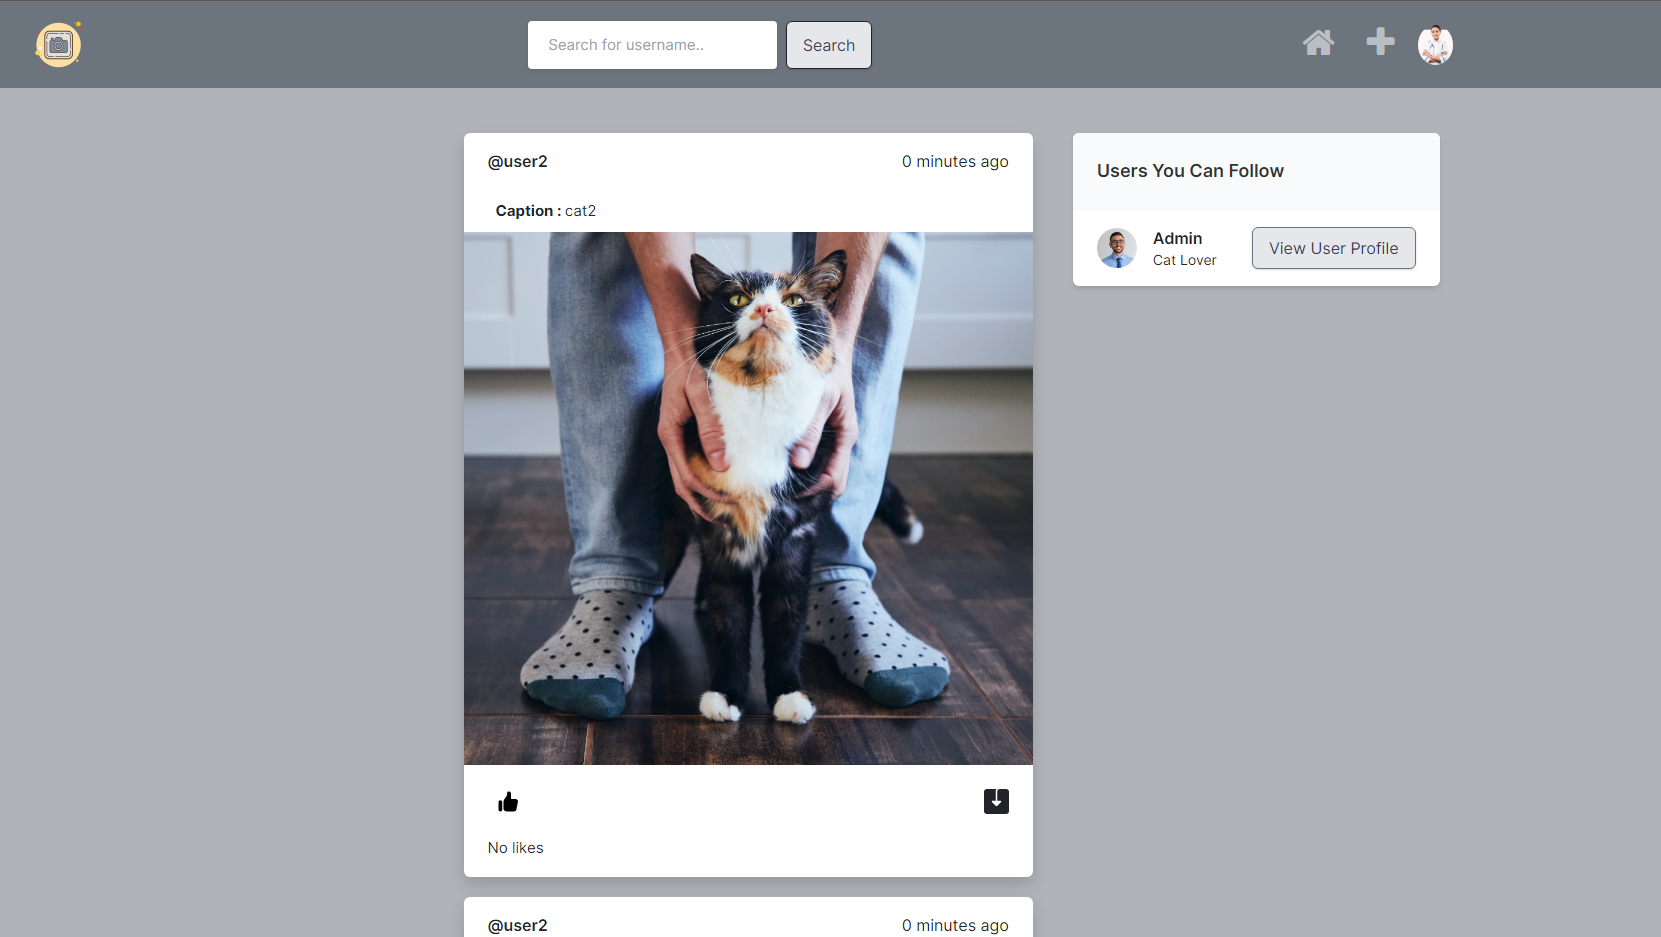 Search for username..
Search
@user2
0 minutes ago
Caption : cat2
No likes
@user2
0 minutes ago
Users You Can Follow
Admin
Cat Lover
View User Profile